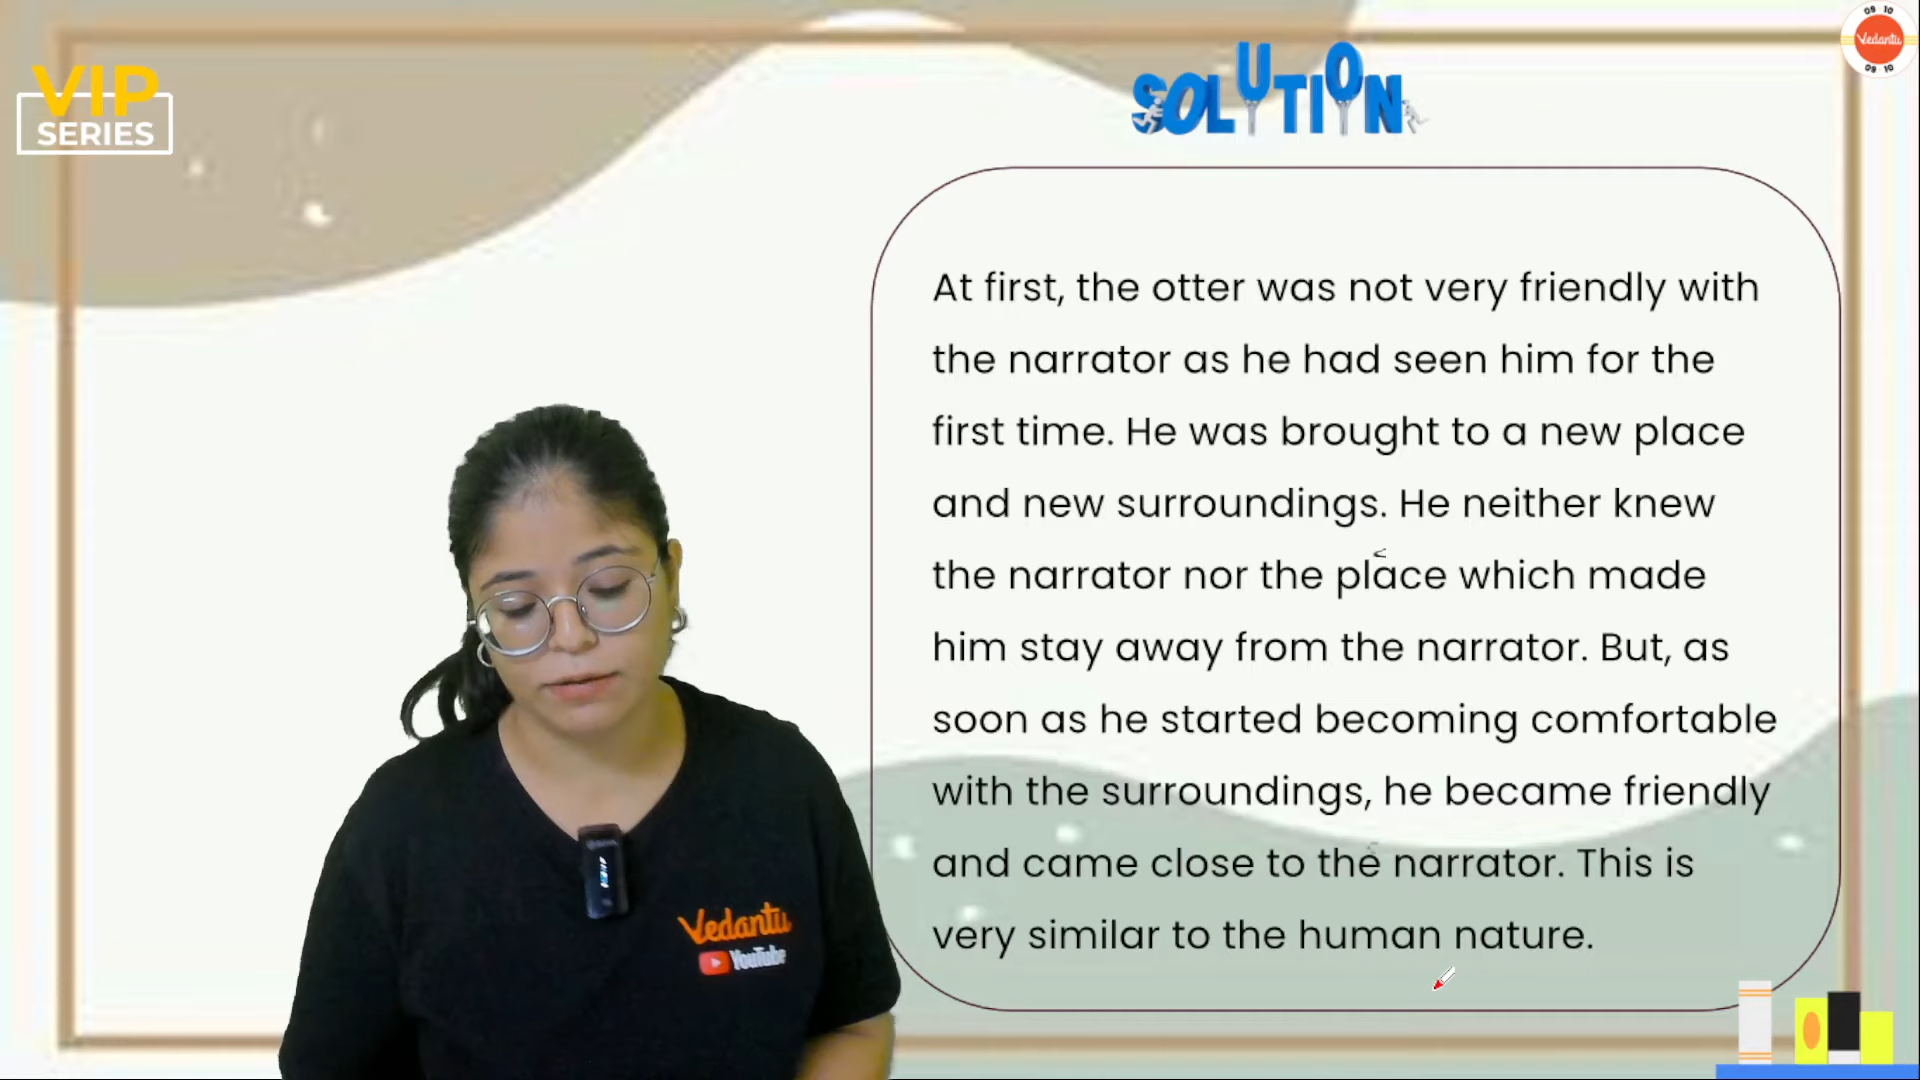 VIP
SERIES
SOLUTION
09 10
Vedantu
09 10
At first, the otter was not very friendly with
the narrator as he had seen him for the
first time. He was brought to a new place
and new surroundings. He neither knew
the narrator nor the place which made
him stay away from the narrator. But, as
soon as he started becoming comfortable
with the surroundings, he became friendly
and came close to the narrator. This is
very similar to the human nature.
Vedantu
YouTube